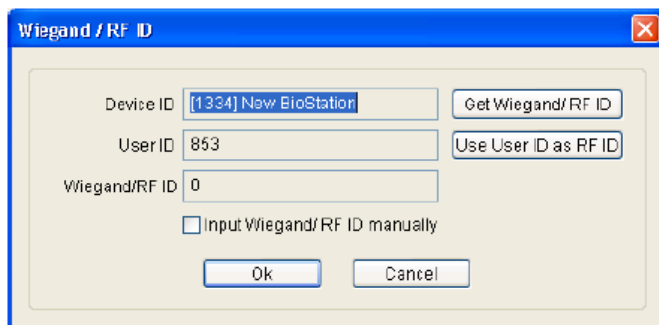 Wiegand / RF ID
Device ID [1334] New BioStation Get Wiegand/ RF ID
User ID 853 Use User ID as RF ID
Wiegand/RF ID 0
Input Wiegand/ RF ID manually
Ok Cancel